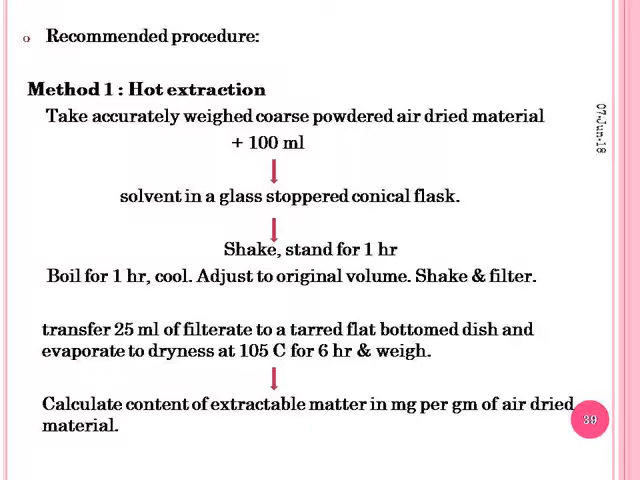 o Recommended procedure:
Method 1 : Hot extraction
Take accurately weighed coarse powdered air dried material
+ 100 ml
solvent in a glass stoppered conical flask.
Shake, stand for 1 hr
Boil for 1 hr, cool. Adjust to original volume. Shake & filter.
transfer 25 ml of filterate to a tarred flat bottomed dish and
evaporate to dryness at 105 C for 6 hr & weigh.
Calculate content of extractable matter in mg per gm of air dried
material.
07-Jun-18
39